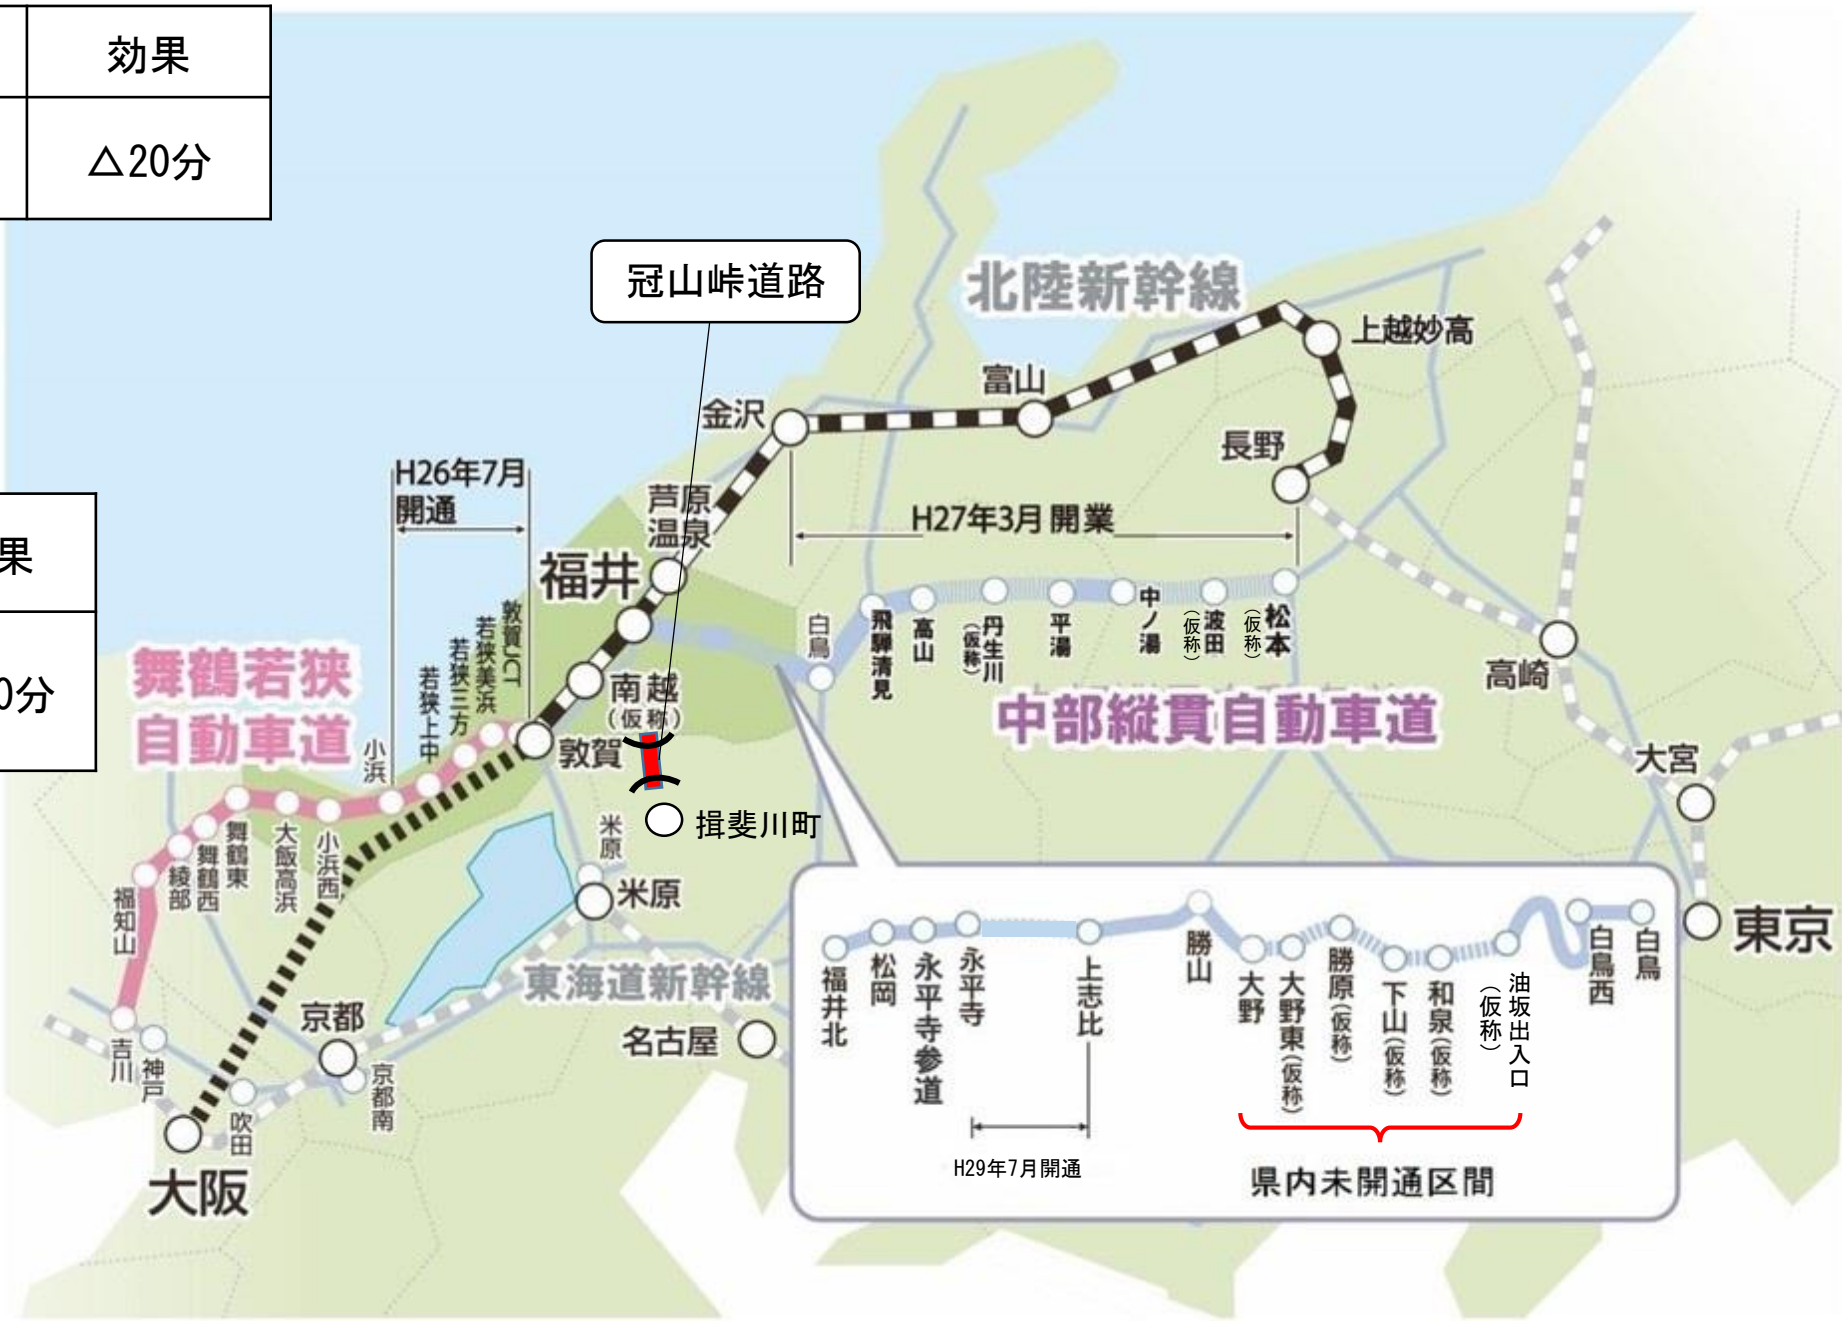 効果
△20分
果
0分
冠山峠道路
北陸新幹線
上越妙高
富山
金沢
長野
H26年7月
開通
芦原
温泉
H27年3月開業
福井
敦賀JCT
若狭美浜
若狭三方
若狭上中
小浜
舞鶴若狭
自動車道
南越
(仮称)
敦賀
白鳥
飛騨清見
高山
丹生川
(仮称)
平湯
中ノ湯
波田
(仮称)
松本
(仮称)
中部縦貫自動車道
高崎
大宮
東京
揖斐川町
米原
米原
小浜西
大飯高浜
舞鶴東
舞鶴西
綾部
福知山
東海道新幹線
名古屋
京都
京都南
吉川
神戸
吹田
大阪
福井北
松岡
永平寺参道
永平寺
上志比
勝山
大野
大野東(仮称)
勝原(仮称)
下山(仮称)
和泉(仮称)
油坂出入口
(仮称)
白鳥西
白鳥
H29年7月開通
県内未開通区間